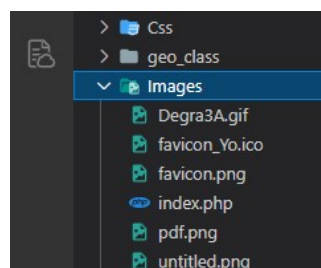 Css
geo_class
Images
Degra3A.gif
favicon_Yo.ico
favicon.png
index.php
pdf.png
untitled.png